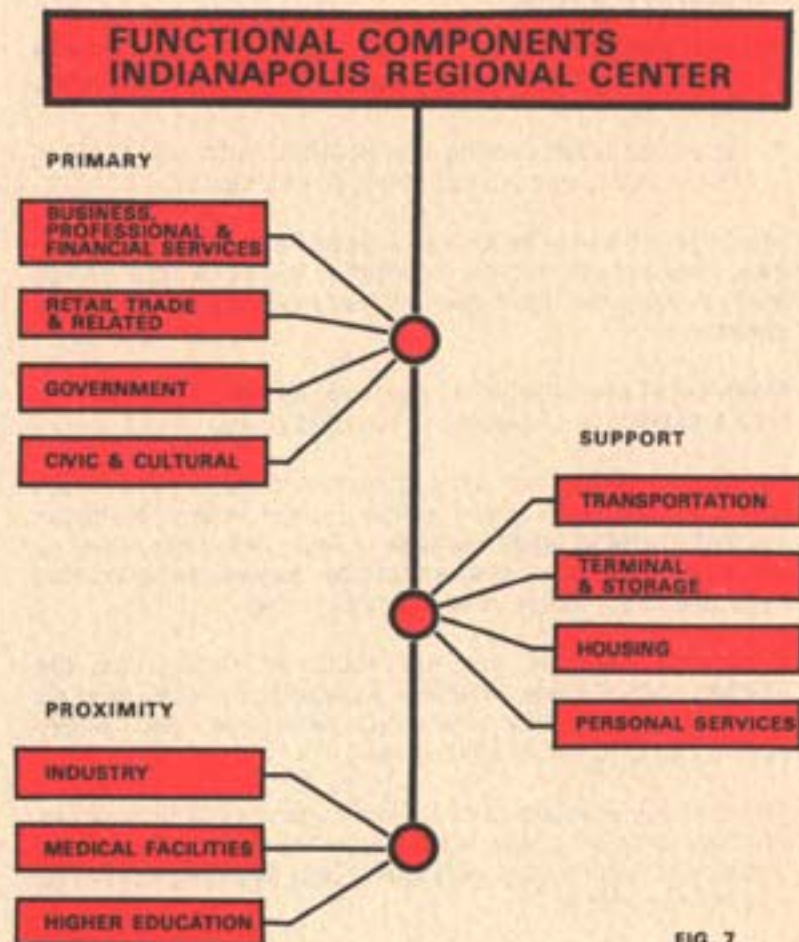 FUNCTIONAL COMPONENTS
INDIANAPOLIS REGIONAL CENTER
PRIMARY
BUSINESS,
PROFESSIONAL &
FINANCIAL SERVICES
RETAIL TRADE
& RELATED
GOVERNMENT
CIVIC & CULTURAL
SUPPORT
TRANSPORTATION
TERMINAL
& STORAGE
HOUSING
PERSONAL SERVICES
PROXIMITY
INDUSTRY
MEDICAL FACILITIES
HIGHER EDUCATION
FIG. 7